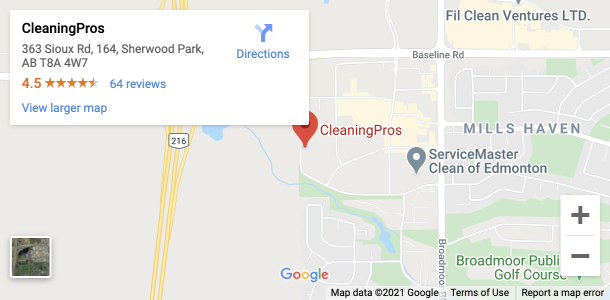 CleaningPros
363 Sioux Rd, 164, Sherwood Park,
AB T8A 4W7
4.5 64 reviews
View larger map
Directions
Fil Clean Ventures LTD.
Baseline Rd
CleaningPros
MILLS HAVEN
216
ServiceMaster
Clean of Edmonton
Broadmoor Public
Golf Course
Broadmoor B
Google
+
−
Map data ©2021 Google Terms of Use Report a map error